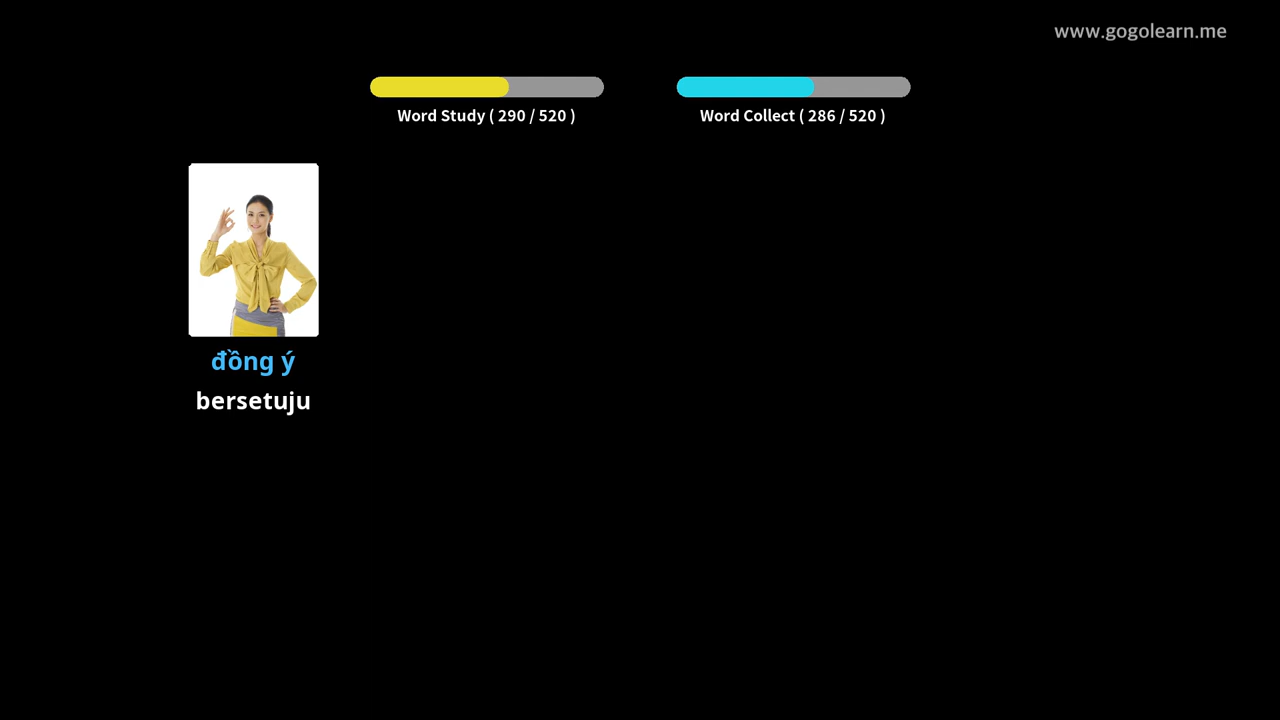 www.gogolearn.me
Word Study ( 290 / 520 )
Word Collect ( 286 / 520 )
đồng ý
bersetuju